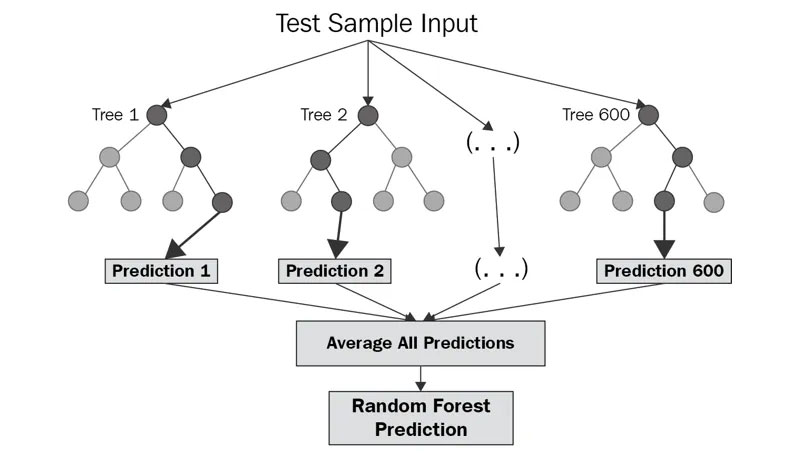 Test Sample Input
Tree 1
Tree 2
Tree 600
(. . .)
(. . .)
Prediction 1
Prediction 2
Prediction 600
Average All Predictions
Random Forest
Prediction